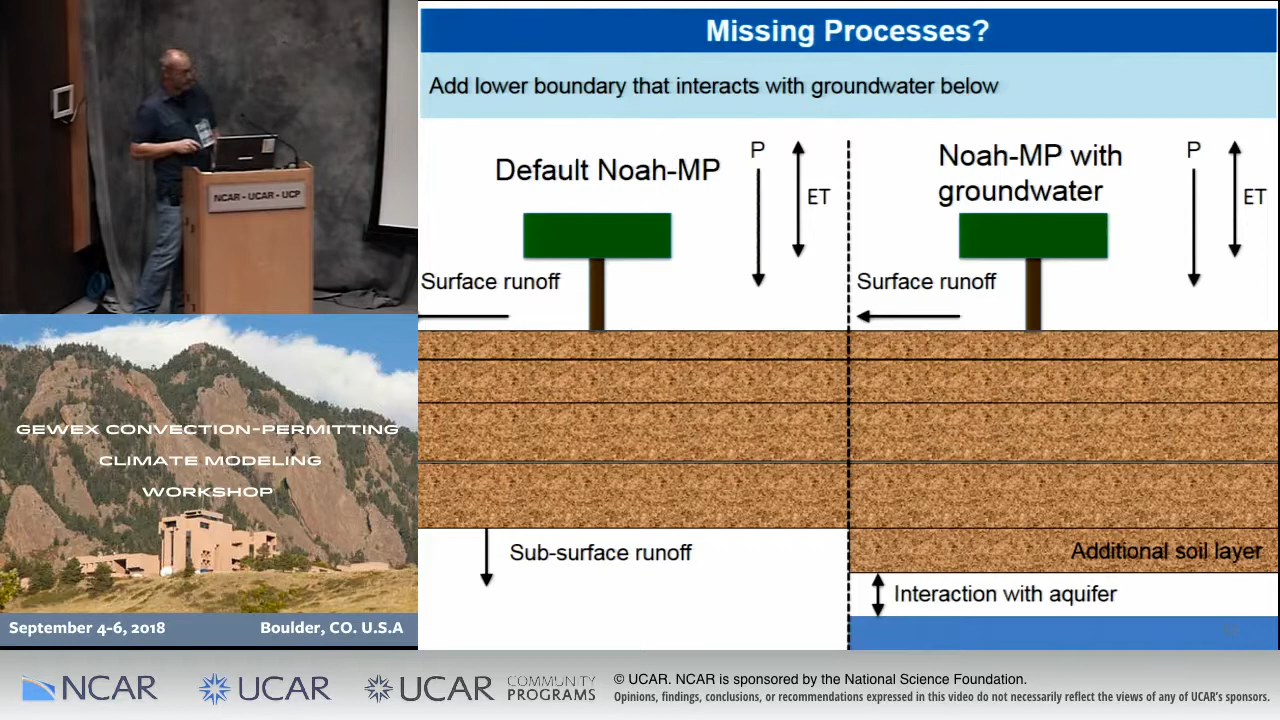 NCAR - UCAR - UCP
GEWEX CONVECTION-PERMITTING
CLIMATE MODELING
WORKSHOP
September 4-6, 2018
Boulder, CO. U.S.A
Missing Processes?
Add lower boundary that interacts with groundwater below
Default Noah-MP
P
ET
Surface runoff
Sub-surface runoff
Noah-MP with
groundwater
P
ET
Surface runoff
Additional soil layer
Interaction with aquifer
NCAR
UCAR
UCAR
COMMUNITY
PROGRAMS
© UCAR. NCAR is sponsored by the National Science Foundation.
Opinions, findings, conclusions, or recommendations expressed in this video do not necessarily reflect the views of any of UCAR's sponsors.